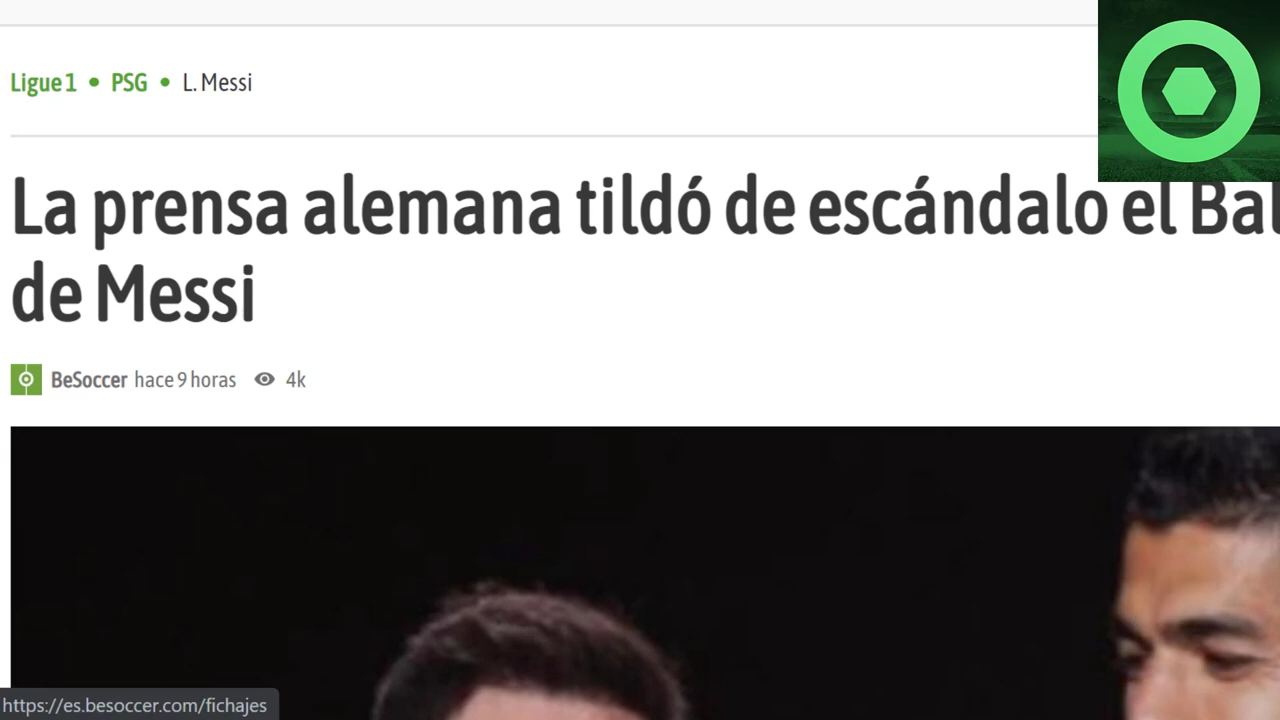 Ligue 1 • PSG • L. Messi
La prensa alemana tildó de escándalo el Bal
de Messi
BeSoccer hace 9 horas 4k
https://es.besoccer.com/fichajes